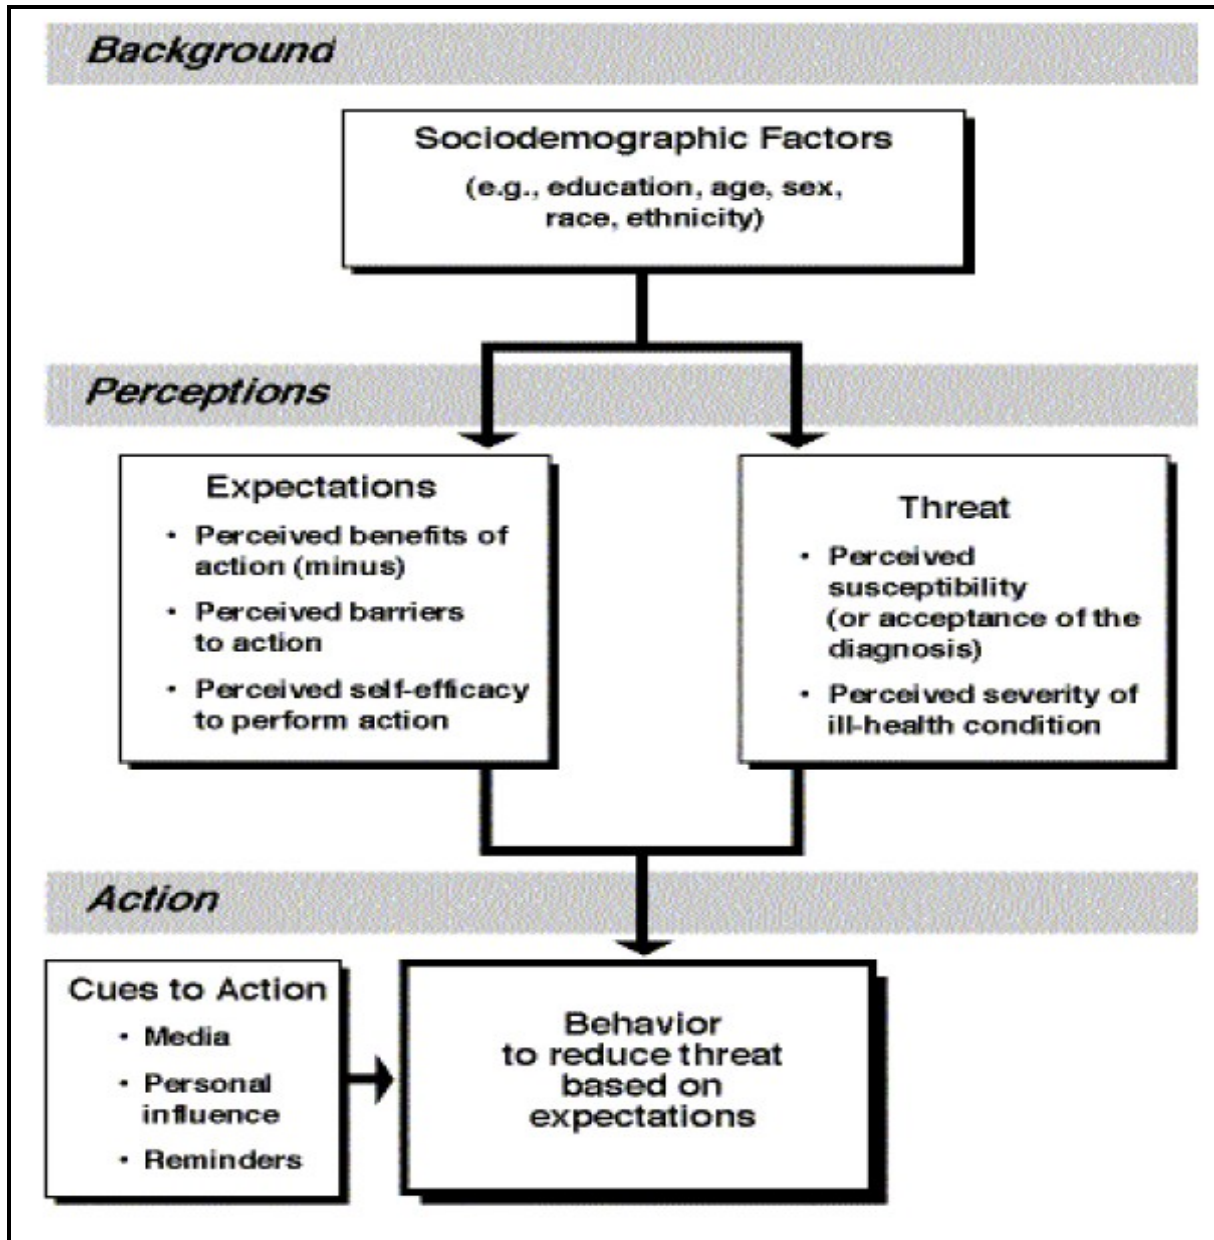 Background
Sociodemographic Factors
(e.g., education, age, sex,
race, ethnicity)
Perceptions
Expectations
• Perceived benefits of
action (minus)
• Perceived barriers
to action
• Perceived self-efficacy
to perform action
Threat
• Perceived
susceptibility
(or acceptance of the
diagnosis)
• Perceived severity of
ill-health condition
Action
Cues to Action
• Media
• Personal
influence
• Reminders
Behavior
to reduce threat
based on
expectations